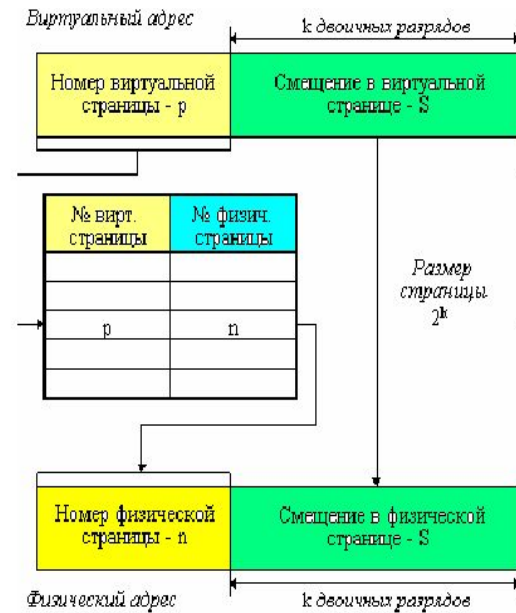 Виртуальный адрес
k двоичных разрядов
Номер виртуальной
страницы - p
Смещение в виртуальной
странице - S
№ вирт.
страницы
№ физич.
страницы
Размер
страницы
2ᵏ
p
n
Номер физической
страницы - n
Смещение в физической
странице - S
Физический адрес
k двоичных разрядов